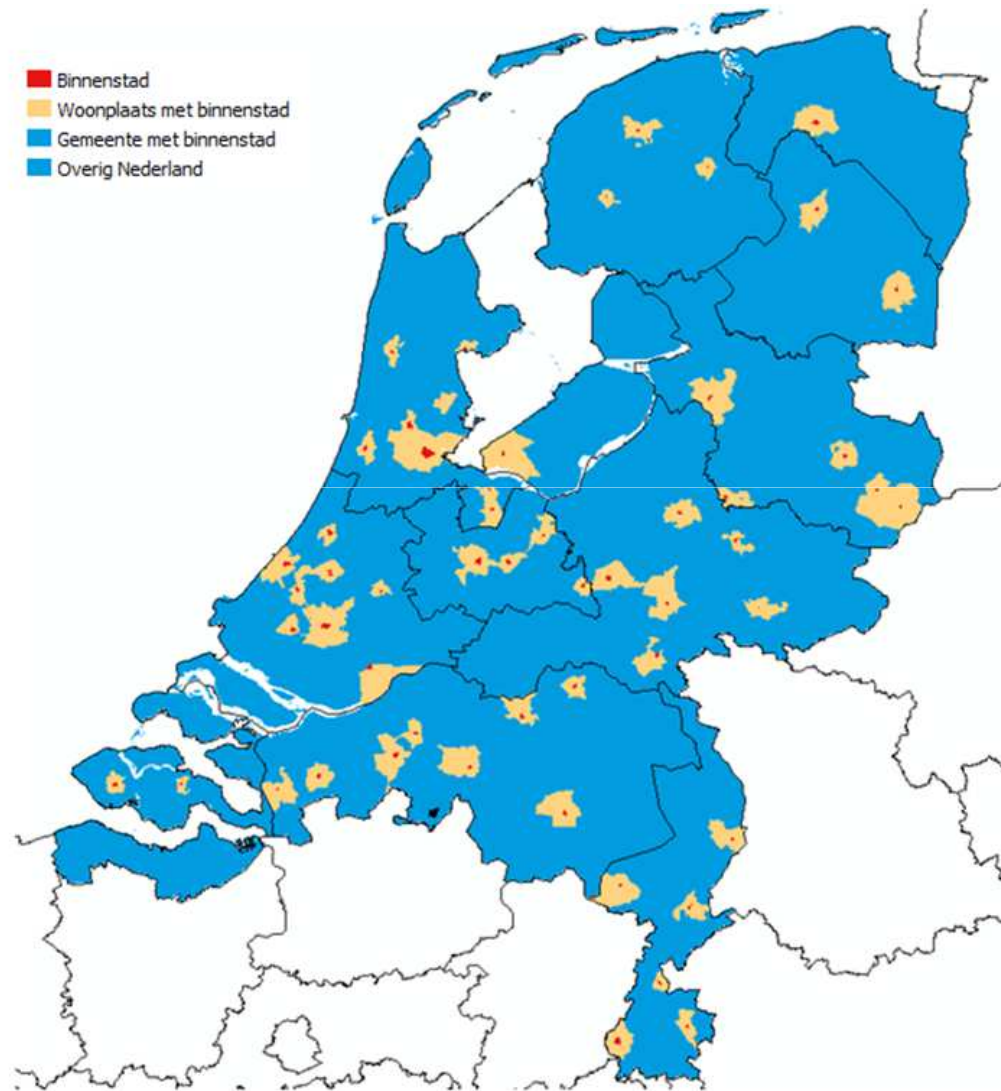 Binnenstad
Woonplaats met binnenstad
Gemeente met binnenstad
Overig Nederland